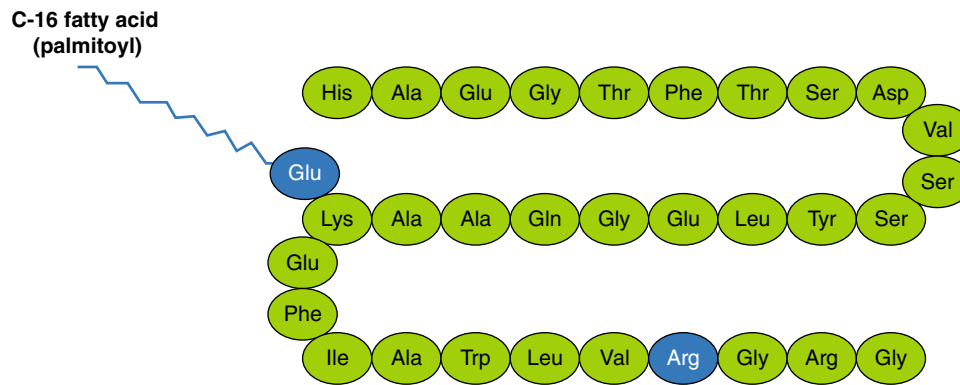 C-16 fatty acid
(palmitoyl)
His Ala Glu Gly Thr Phe Thr Ser Asp
Val
Glu
Ser
Lys Ala Ala Gln Gly Glu Leu Tyr Ser
Glu
Phe
Ile Ala Trp Leu Val Arg Gly Arg Gly